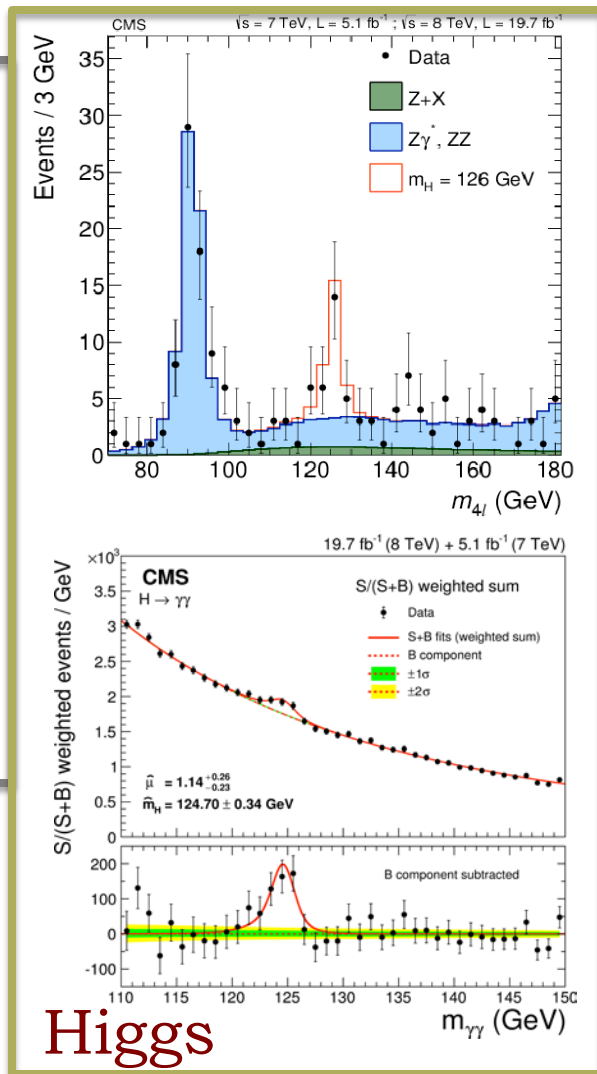 CMS √s = 7 TeV, L = 5.1 fb⁻¹ ; √s = 8 TeV, L = 19.7 fb⁻¹
Events / 3 GeV
35
30
25
20
15
10
5
0
Data
Z+X
Zγ*, ZZ
m_H = 126 GeV
80 100 120 140 160 180
m_4l (GeV)
19.7 fb⁻¹ (8 TeV) + 5.1 fb⁻¹ (7 TeV)
S/(S+B) weighted events / GeV
×10³
3.5
3
2.5
2
1.5
1
0.5
0
CMS
H → γγ
S/(S+B) weighted sum
Data
S+B fits (weighted sum)
B component
±1σ
±2σ
μ̂ = 1.14 +0.26 −0.23
m̂_H = 124.70 ± 0.34 GeV
200
100
0
-100
B component subtracted
110 115 120 125 130 135 140 145 150
m_γγ (GeV)
Higgs